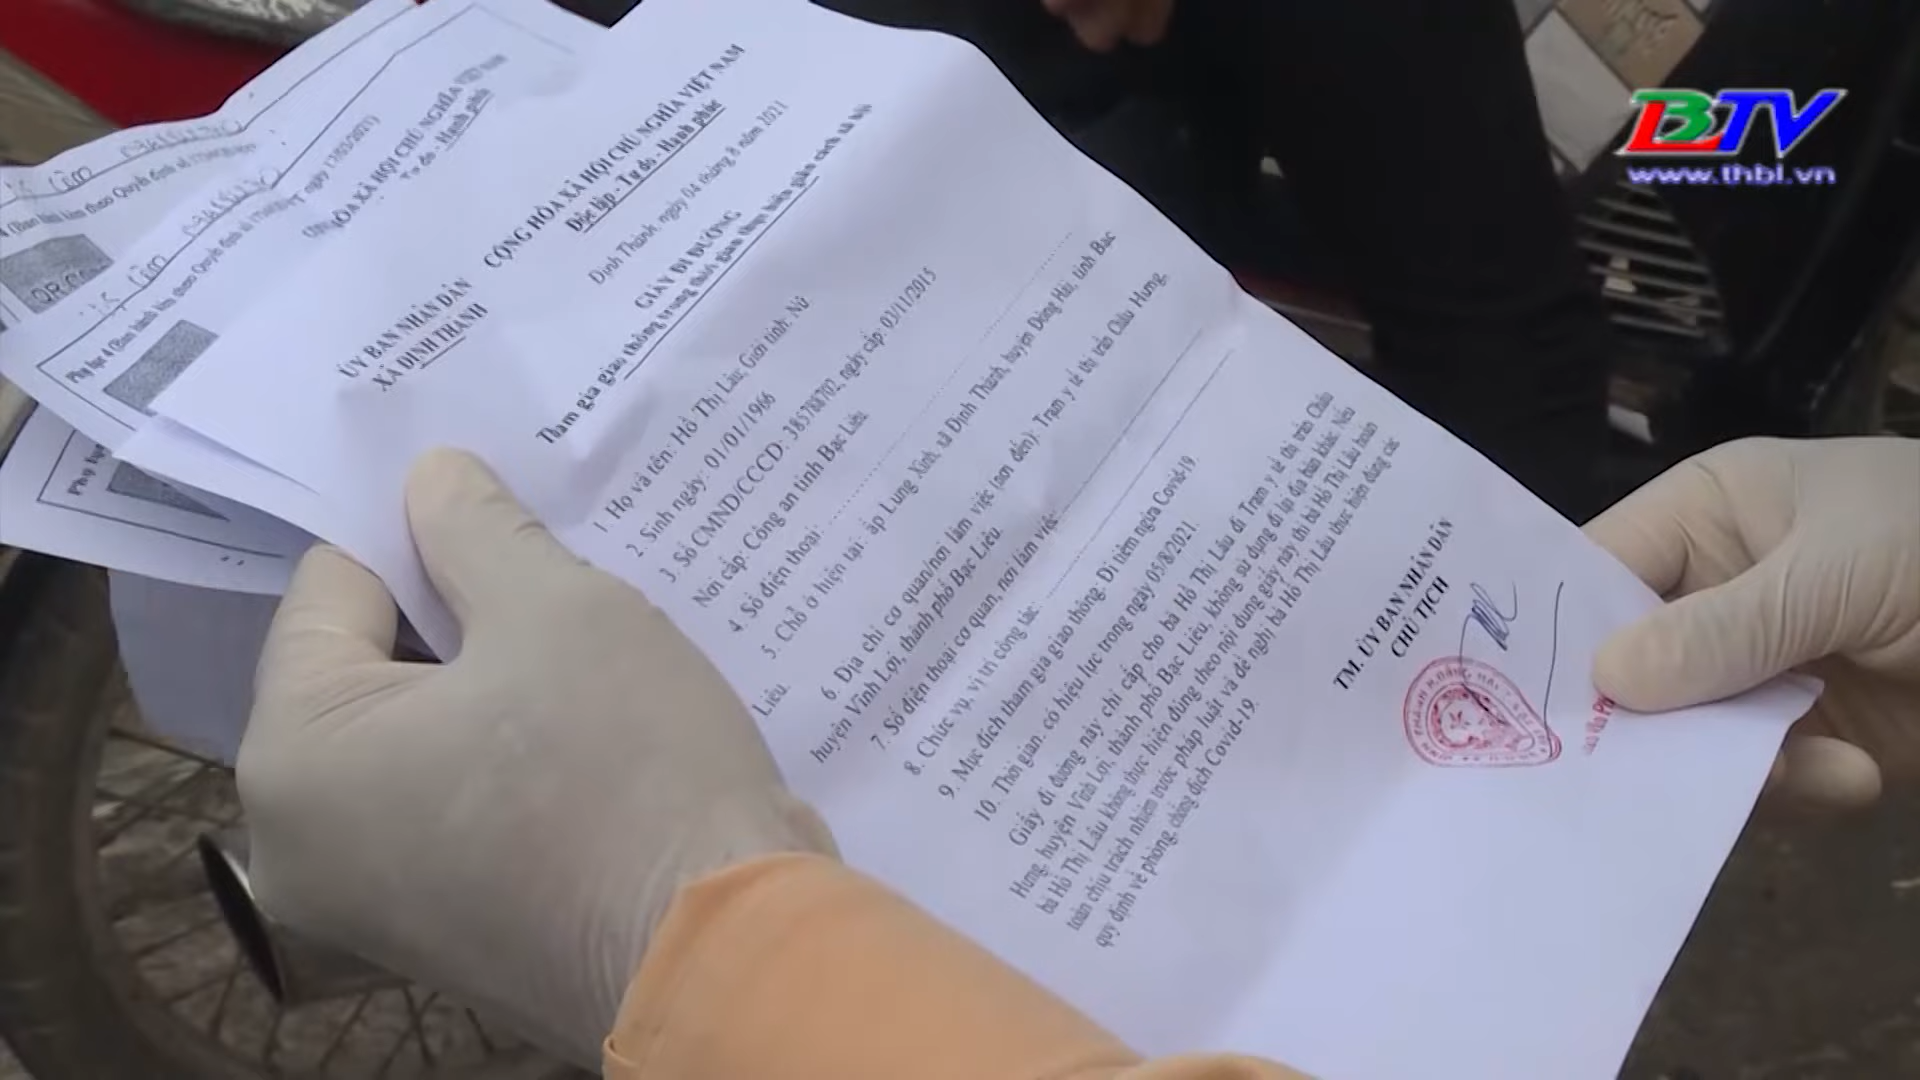 BTV
www.thbl.vn
ỦY BAN NHÂN DÂN
XÃ ĐỊNH THÀNH
CỘNG HÒA XÃ HỘI CHỦ NGHĨA VIỆT NAM
Độc lập - Tự do - Hạnh phúc
Định Thành, ngày 04 tháng 8 năm 2021
GIẤY ĐI ĐƯỜNG
Tham gia giao thông trong thời gian thực hiện giãn cách xã hội
1. Họ và tên: Hồ Thị Lâu; Giới tính: Nữ
2. Sinh ngày: 01/01/1966
3. Số CMND/CCCD: 385788702, ngày cấp: 03/11/2015
Nơi cấp: Công an tỉnh Bạc Liêu.
4. Số điện thoại:
5. Chỗ ở hiện tại: ấp Lung Xình, xã Định Thành, huyện Đông Hải, tỉnh Bạc
Liêu.
6. Địa chỉ cơ quan/nơi làm việc (nơi đến): Trạm y tế thị trấn Châu Hưng,
huyện Vĩnh Lợi, thành phố Bạc Liêu.
7. Số điện thoại cơ quan, nơi làm việc:
8. Chức vụ, vị trí công tác:
9. Mục đích tham gia giao thông: Đi tiêm ngừa Covid-19
10. Thời gian: có hiệu lực trong ngày 05/8/2021.
Giấy đi đường này chỉ cấp cho bà Hồ Thị Lâu đi Trạm y tế thị trấn Châu
Hưng, huyện Vĩnh Lợi, thành phố Bạc Liêu, không sử dụng đi lại địa bàn khác. Nếu
bà Hồ Thị Lâu không thực hiện đúng theo nội dung giấy này thì bà Hồ Thị Lâu hoàn
toàn chịu trách nhiệm trước pháp luật và đề nghị bà Hồ Thị Lâu thực hiện đúng các
quy định về phòng, chống dịch Covid-19.
TM. ỦY BAN NHÂN DÂN
CHỦ TỊCH